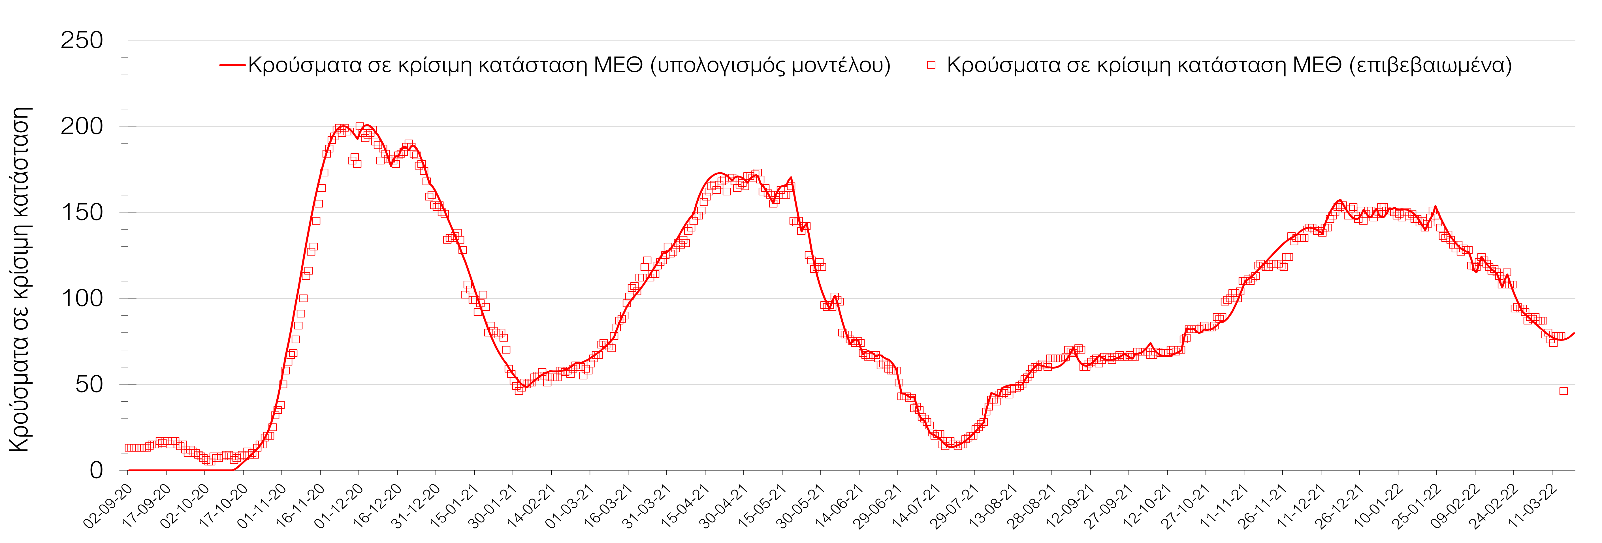 Κρούσματα σε κρίσιμη κατάσταση ΜΕΘ (υπολογισμός μοντέλου) Κρούσματα σε κρίσιμη κατάσταση ΜΕΘ (επιβεβαιωμένα)
Κρούσματα σε κρίσιμη κατάσταση
250
200
150
100
50
0
02-09-20 17-09-20 02-10-20 17-10-20 01-11-20 16-11-20 01-12-20 16-12-20 31-12-20 15-01-21 30-01-21 14-02-21 01-03-21 16-03-21 31-03-21 15-04-21 30-04-21 15-05-21 30-05-21 14-06-21 29-06-21 14-07-21 29-07-21 13-08-21 28-08-21 12-09-21 27-09-21 12-10-21 27-10-21 11-11-21 26-11-21 11-12-21 26-12-21 10-01-22 25-01-22 09-02-22 24-02-22 11-03-22